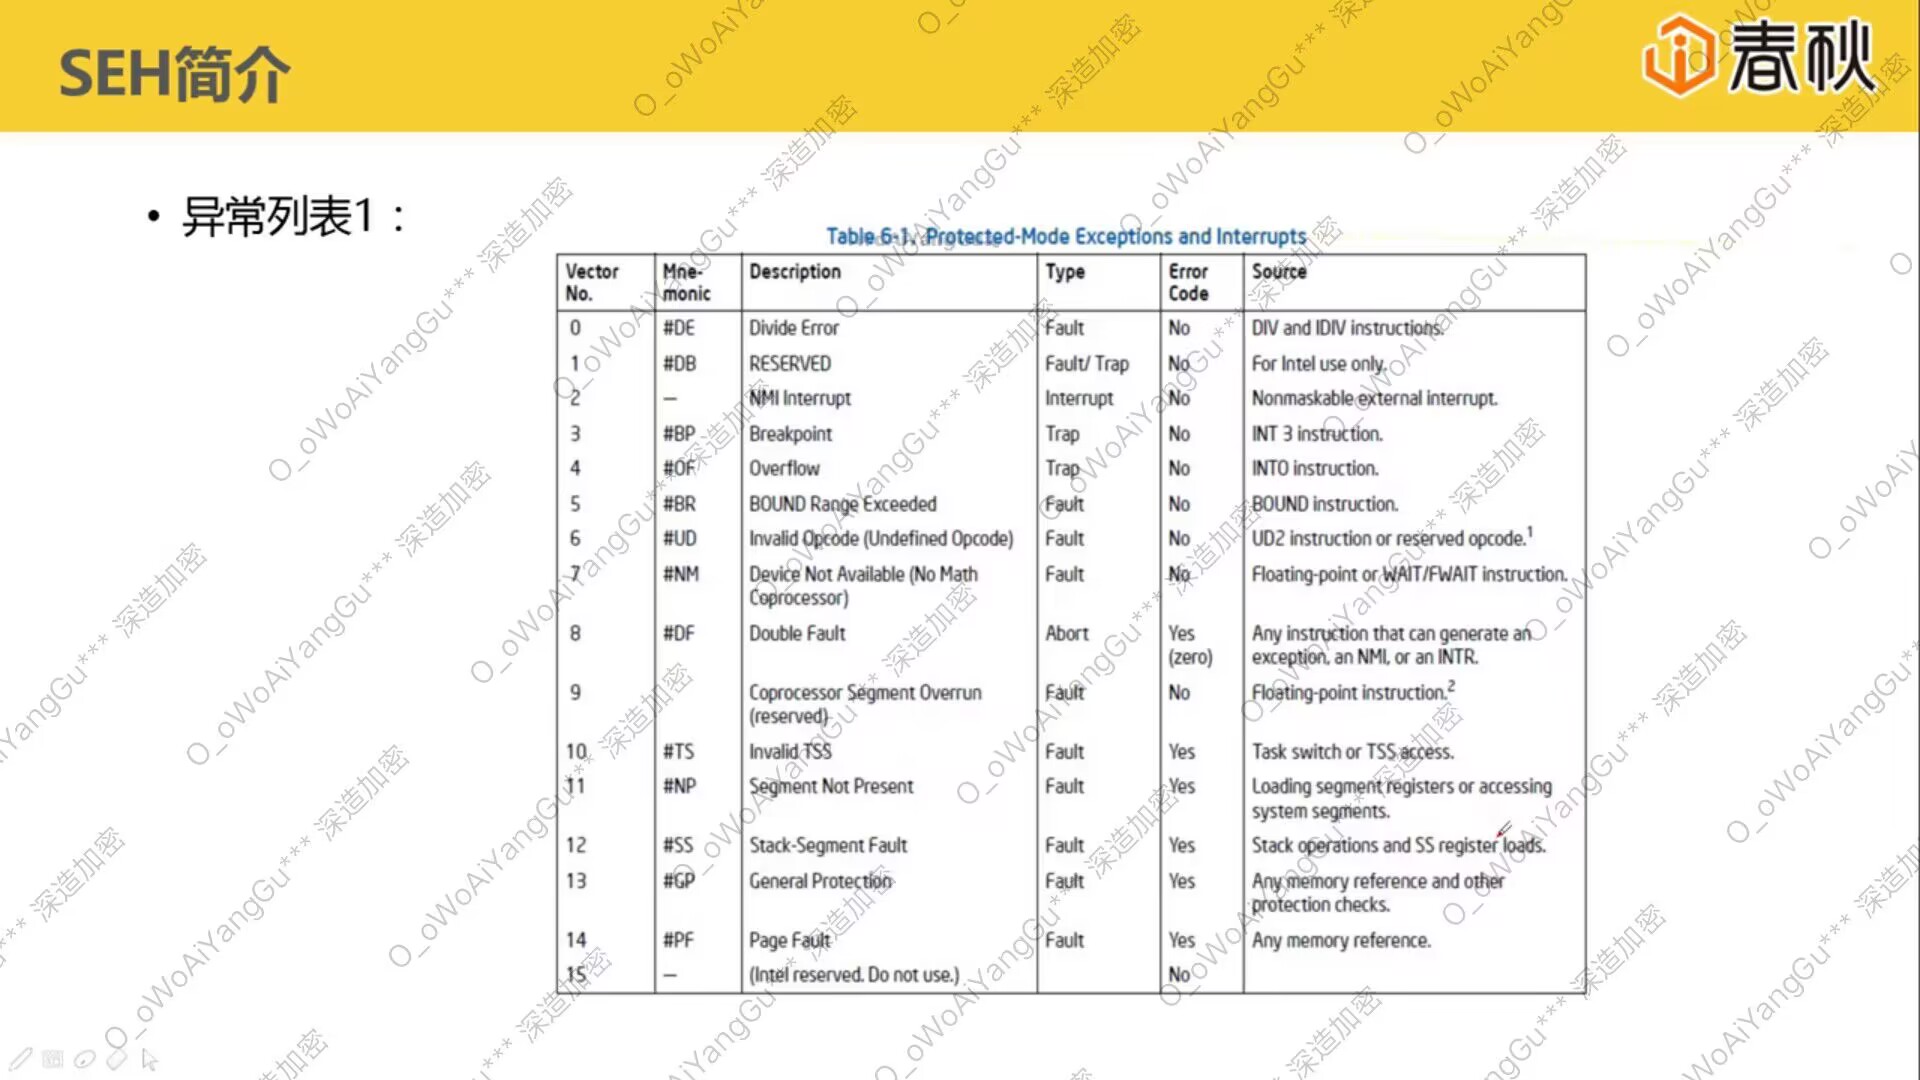 SEH简介
春秋
• 异常列表1：
Table 6-1. Protected-Mode Exceptions and Interrupts
Vector No. Mne-monic Description Type Error Code Source
0 #DE Divide Error Fault No DIV and IDIV instructions.
1 #DB RESERVED Fault/ Trap No For Intel use only.
2 — NMI Interrupt Interrupt No Nonmaskable external interrupt.
3 #BP Breakpoint Trap No INT 3 instruction.
4 #OF Overflow Trap No INTO instruction.
5 #BR BOUND Range Exceeded Fault No BOUND instruction.
6 #UD Invalid Opcode (Undefined Opcode) Fault No UD2 instruction or reserved opcode.1
7 #NM Device Not Available (No Math Coprocessor) Fault No Floating-point or WAIT/FWAIT instruction.
8 #DF Double Fault Abort Yes (zero) Any instruction that can generate an exception, an NMI, or an INTR.
9 Coprocessor Segment Overrun (reserved) Fault No Floating-point instruction.2
10 #TS Invalid TSS Fault Yes Task switch or TSS access.
11 #NP Segment Not Present Fault Yes Loading segment registers or accessing system segments.
12 #SS Stack-Segment Fault Fault Yes Stack operations and SS register loads.
13 #GP General Protection Fault Yes Any memory reference and other protection checks.
14 #PF Page Fault Fault Yes Any memory reference.
15 — (Intel reserved. Do not use.) No
O_oWoAiYangGu*** 深造加密